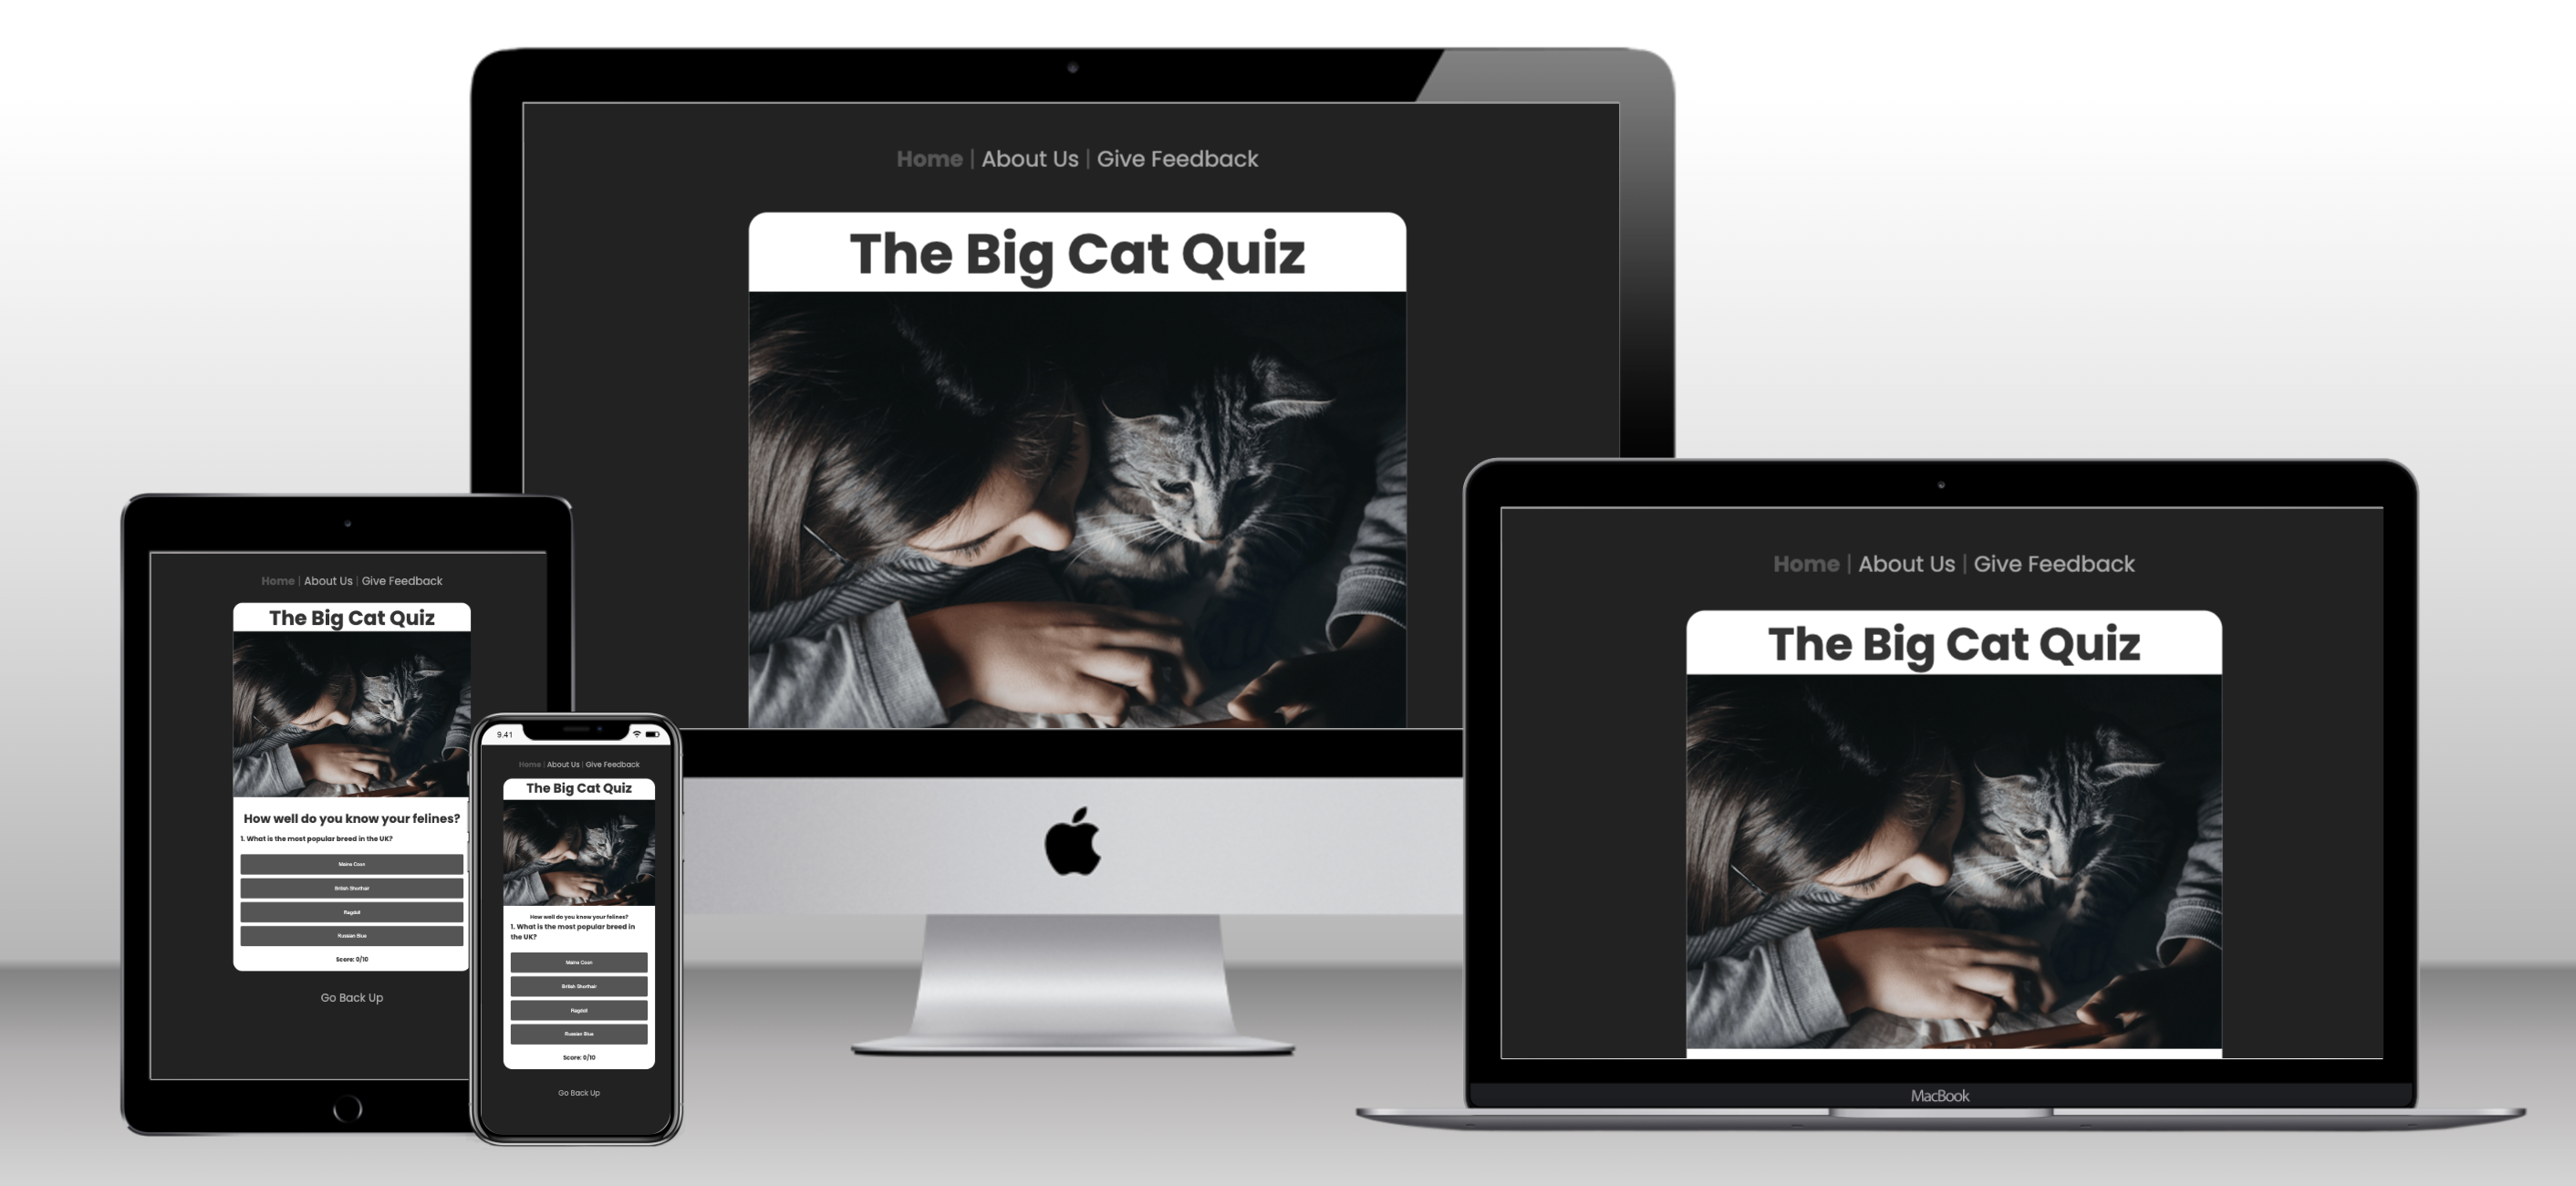 Home | About Us | Give Feedback
The Big Cat Quiz
Home | About Us | Give Feedback
The Big Cat Quiz
How well do you know your felines?
1. What is the most popular breed in the UK?
Maine Coon
British Shorthair
Ragdoll
Russian Blue
Score: 0/10
Go Back Up
9:41
Home | About Us | Give Feedback
The Big Cat Quiz
How well do you know your felines?
1. What is the most popular breed in
the UK?
Maine Coon
British Shorthair
Ragdoll
Russian Blue
Score: 0/10
Go Back Up
Home | About Us | Give Feedback
The Big Cat Quiz
MacBook